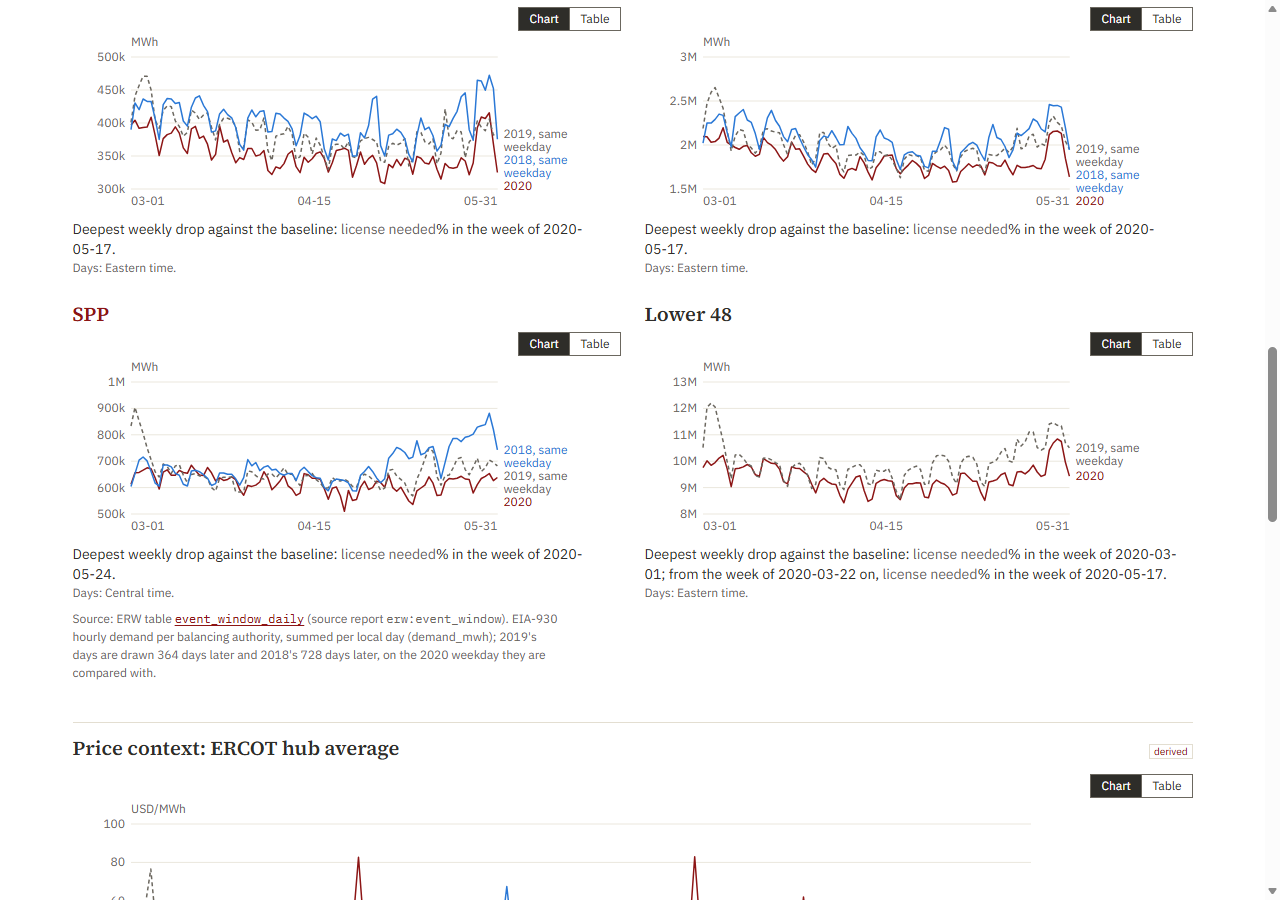 Chart Table
MWh
500k
450k
400k
350k
300k
03-01 04-15 05-31
2019, same
weekday
2018, same
weekday
2020
Deepest weekly drop against the baseline: license needed% in the week of 2020-
05-17.
Days: Eastern time.
Chart Table
MWh
3M
2.5M
2M
1.5M
03-01 04-15 05-31
2019, same
weekday
2018, same
weekday
2020
Deepest weekly drop against the baseline: license needed% in the week of 2020-
05-17.
Days: Eastern time.
SPP
Chart Table
MWh
1M
900k
800k
700k
600k
500k
03-01 04-15 05-31
2018, same
weekday
2019, same
weekday
2020
Deepest weekly drop against the baseline: license needed% in the week of 2020-
05-24.
Days: Central time.
Lower 48
Chart Table
MWh
13M
12M
11M
10M
9M
8M
03-01 04-15 05-31
2019, same
weekday
2020
Deepest weekly drop against the baseline: license needed% in the week of 2020-03-
01; from the week of 2020-03-22 on, license needed% in the week of 2020-05-17.
Days: Eastern time.
Source: ERW table event_window_daily (source report erw:event_window). EIA-930
hourly demand per balancing authority, summed per local day (demand_mwh); 2019's
days are drawn 364 days later and 2018's 728 days later, on the 2020 weekday they are
compared with.
Price context: ERCOT hub average
derived
Chart Table
USD/MWh
100
80